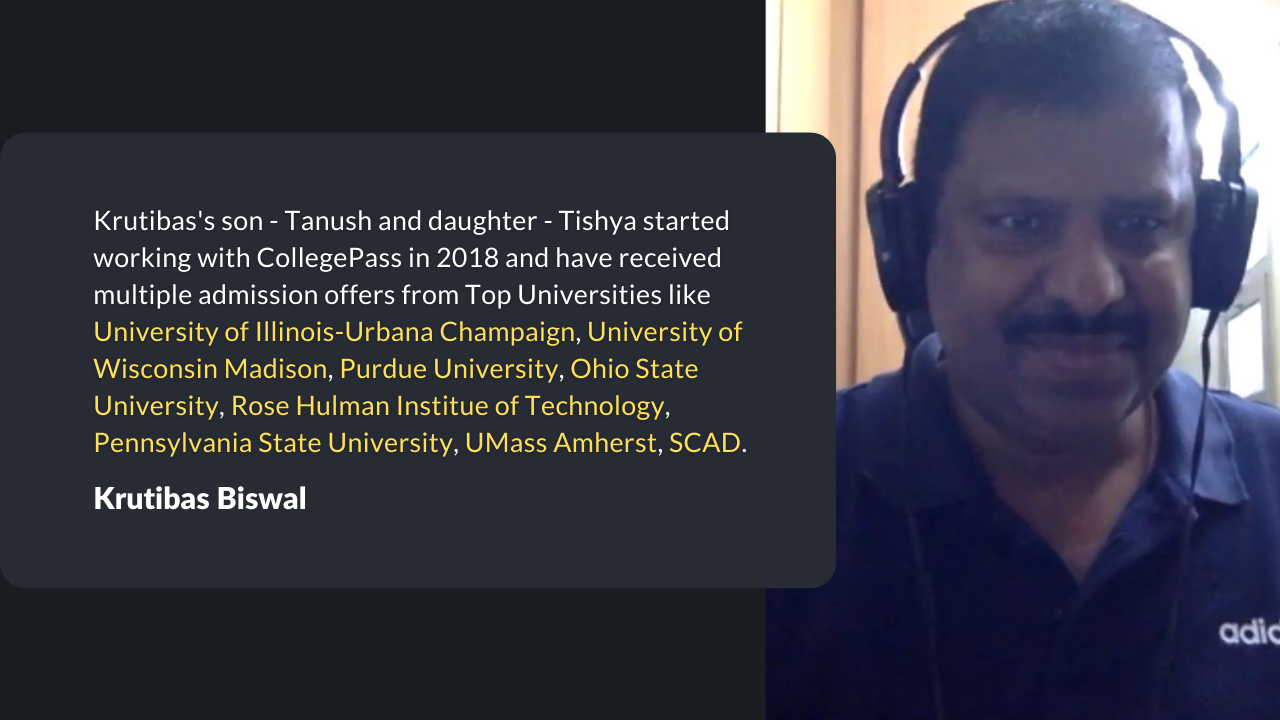 Krutibas's son - Tanush and daughter - Tishya started
working with CollegePass in 2018 and have received
multiple admission offers from Top Universities like
University of Illinois-Urbana Champaign, University of
Wisconsin Madison, Purdue University, Ohio State
University, Rose Hulman Institue of Technology,
Pennsylvania State University, UMass Amherst, SCAD.
Krutibas Biswal
adid